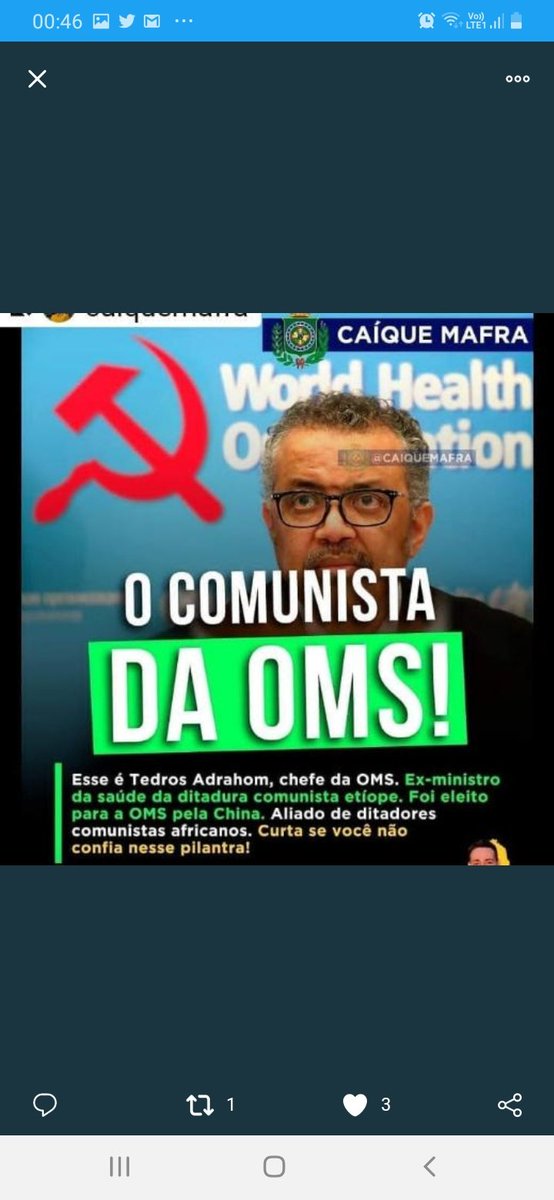 00:46
Vo))
LTE1
CAÍQUE MAFRA
World Health
@CAIQUEMAFRA
O COMUNISTA
DA OMS!
Esse é Tedros Adrahom, chefe da OMS. Ex-ministro
da saúde da ditadura comunista etíope. Foi eleito
para a OMS pela China. Aliado de ditadores
comunistas africanos. Curta se você não
confia nesse pilantra!
1
3